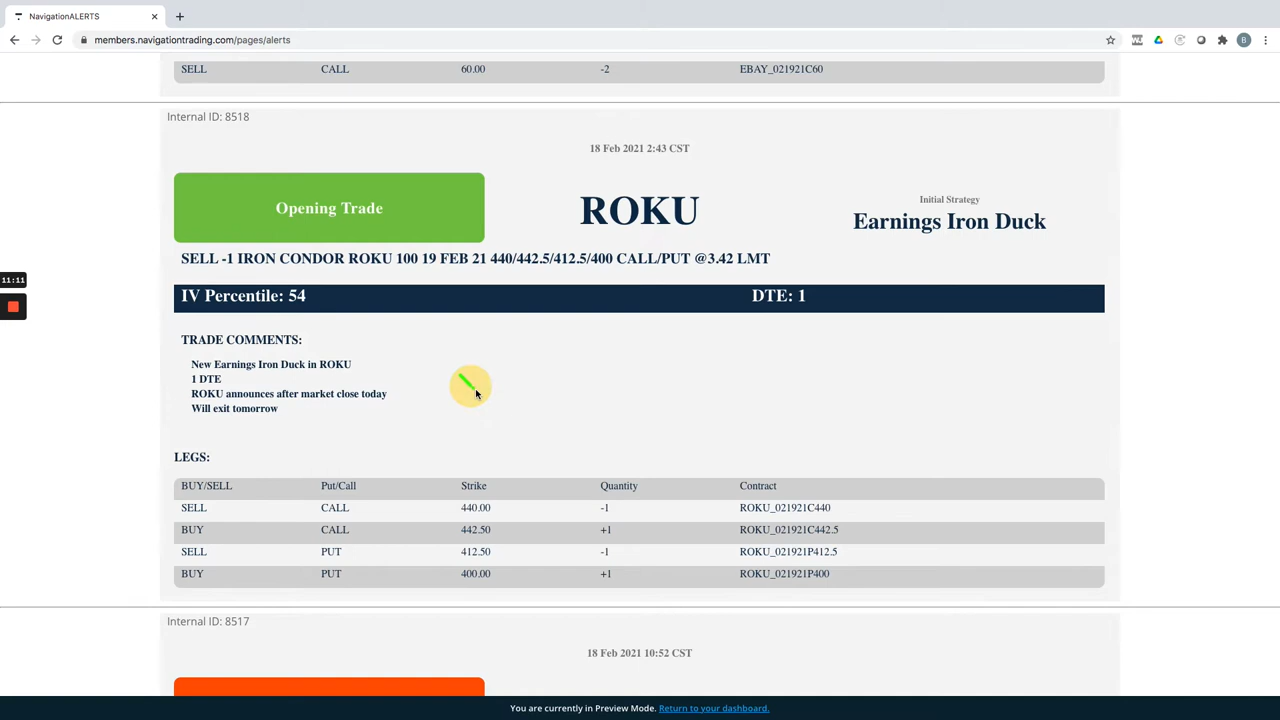 NavigationALERTS
members.navigationtrading.com/pages/alerts
B
SELL CALL 60.00 -2 EBAY_021921C60
Internal ID: 8518
18 Feb 2021 2:43 CST
Opening Trade
ROKU
Initial Strategy
Earnings Iron Duck
SELL -1 IRON CONDOR ROKU 100 19 FEB 21 440/442.5/412.5/400 CALL/PUT @3.42 LMT
11:11
IV Percentile: 54 DTE: 1
TRADE COMMENTS:
New Earnings Iron Duck in ROKU
1 DTE
ROKU announces after market close today
Will exit tomorrow
LEGS:
BUY/SELL Put/Call Strike Quantity Contract
SELL CALL 440.00 -1 ROKU_021921C440
BUY CALL 442.50 +1 ROKU_021921C442.5
SELL PUT 412.50 -1 ROKU_021921P412.5
BUY PUT 400.00 +1 ROKU_021921P400
Internal ID: 8517
18 Feb 2021 10:52 CST
You are currently in Preview Mode. Return to your dashboard.